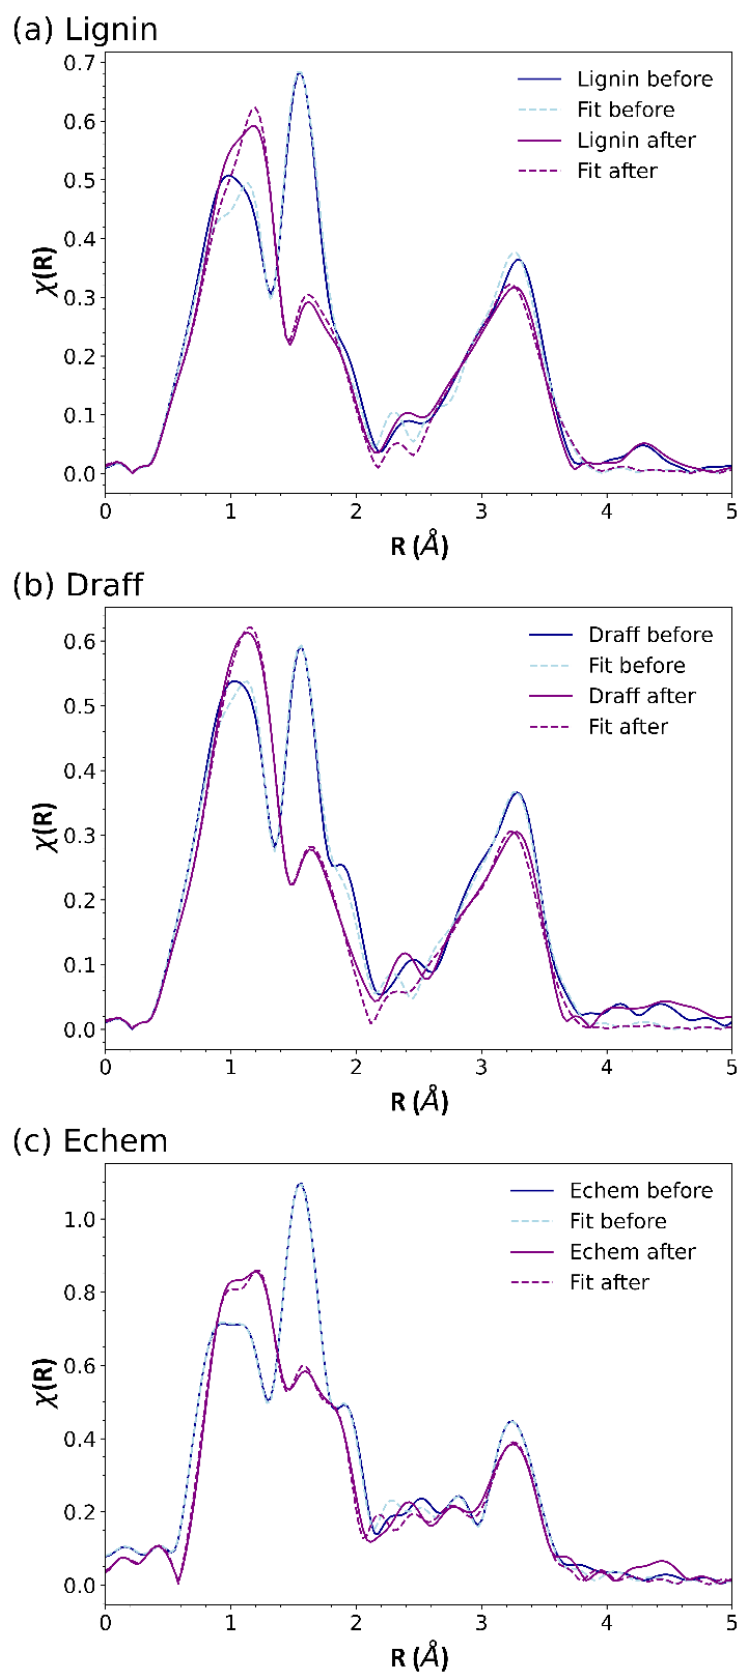 (a) Lignin
0.7
0.6
0.5
0.4
0.3
0.2
0.1
0.0
χ(R)
Lignin before
Fit before
Lignin after
Fit after
0 1 2 3 4 5
R (Å)
(b) Draff
0.6
0.5
0.4
0.3
0.2
0.1
0.0
χ(R)
Draff before
Fit before
Draff after
Fit after
0 1 2 3 4 5
R (Å)
(c) Echem
1.0
0.8
0.6
0.4
0.2
0.0
χ(R)
Echem before
Fit before
Echem after
Fit after
0 1 2 3 4 5
R (Å)